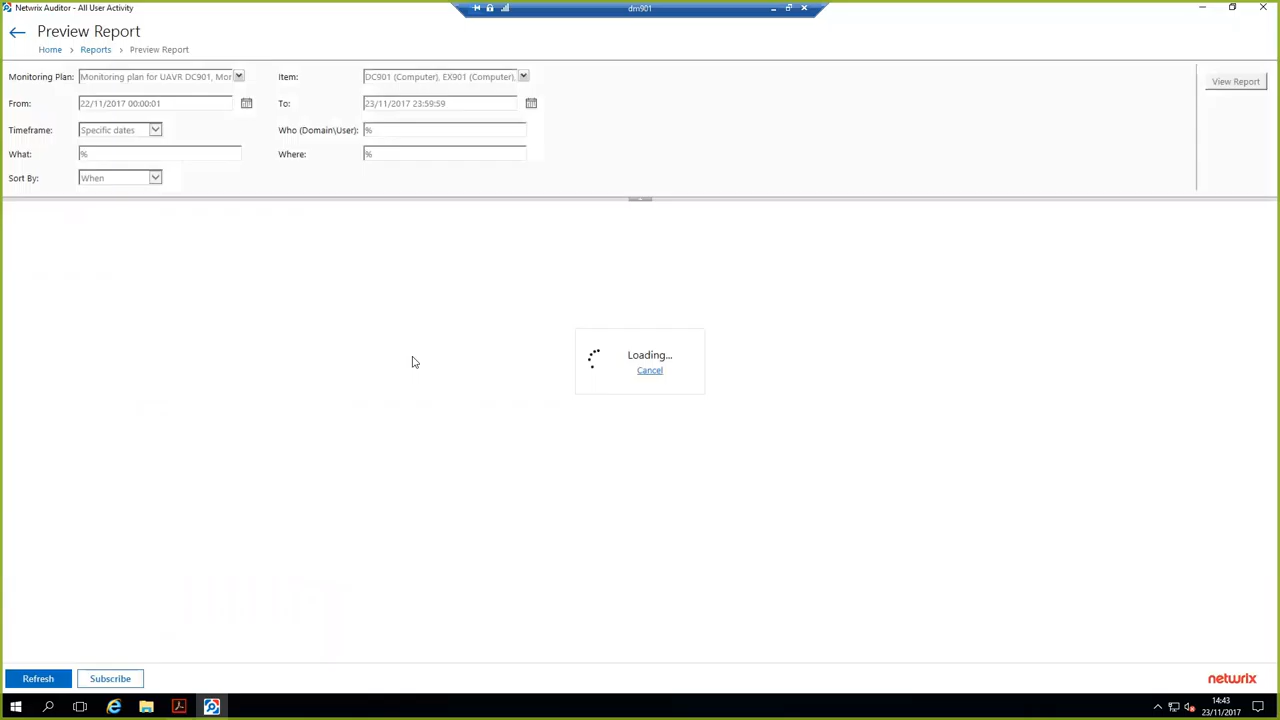 Netwrix Auditor - All User Activity
dm901
Preview Report
Home > Reports > Preview Report
Monitoring Plan: Monitoring plan for UAVR DC901, Mor Item: DC901 (Computer), EX901 (Computer), View Report
From: 22/11/2017 00:00:01 To: 23/11/2017 23:59:59
Timeframe: Specific dates Who (Domain\User): %
What: % Where: %
Sort By: When
Loading...
Cancel
Refresh Subscribe netwrix
14:43
23/11/2017